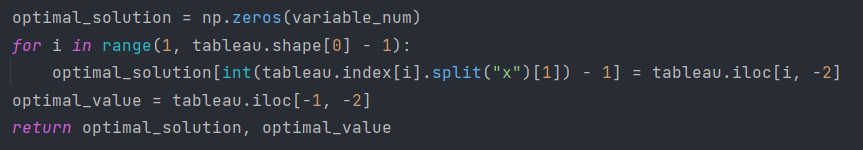 optimal_solution = np.zeros(variable_num)
for i in range(1, tableau.shape[0] - 1):
    optimal_solution[int(tableau.index[i].split("x")[1]) - 1] = tableau.iloc[i, -2]
optimal_value = tableau.iloc[-1, -2]
return optimal_solution, optimal_value